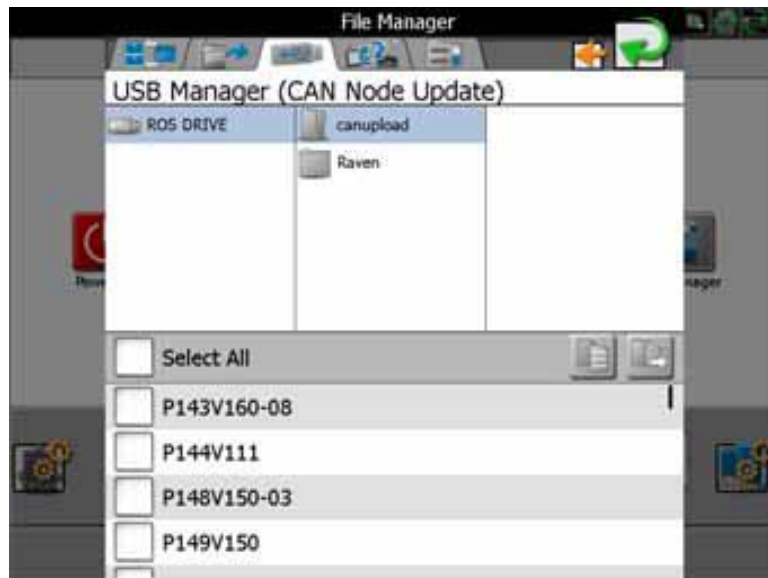 File Manager
USB Manager (CAN Node Update)
ROS DRIVE
canupload
Raven
Select All
P143V160-08
P144V111
P148V150-03
P149V150